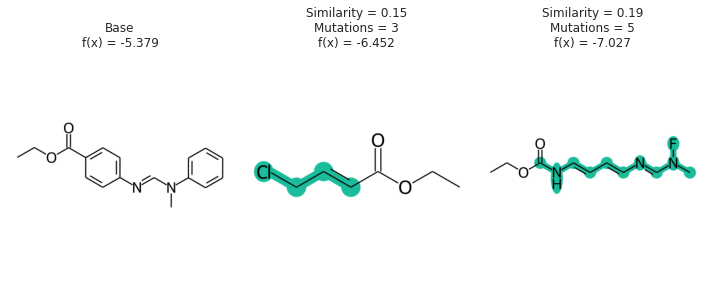 Base
f(x) = -5.379
Similarity = 0.15
Mutations = 3
f(x) = -6.452
Similarity = 0.19
Mutations = 5
f(x) = -7.027
O
O
N
N
Cl
O
O
O
O
N
H
N
N
F